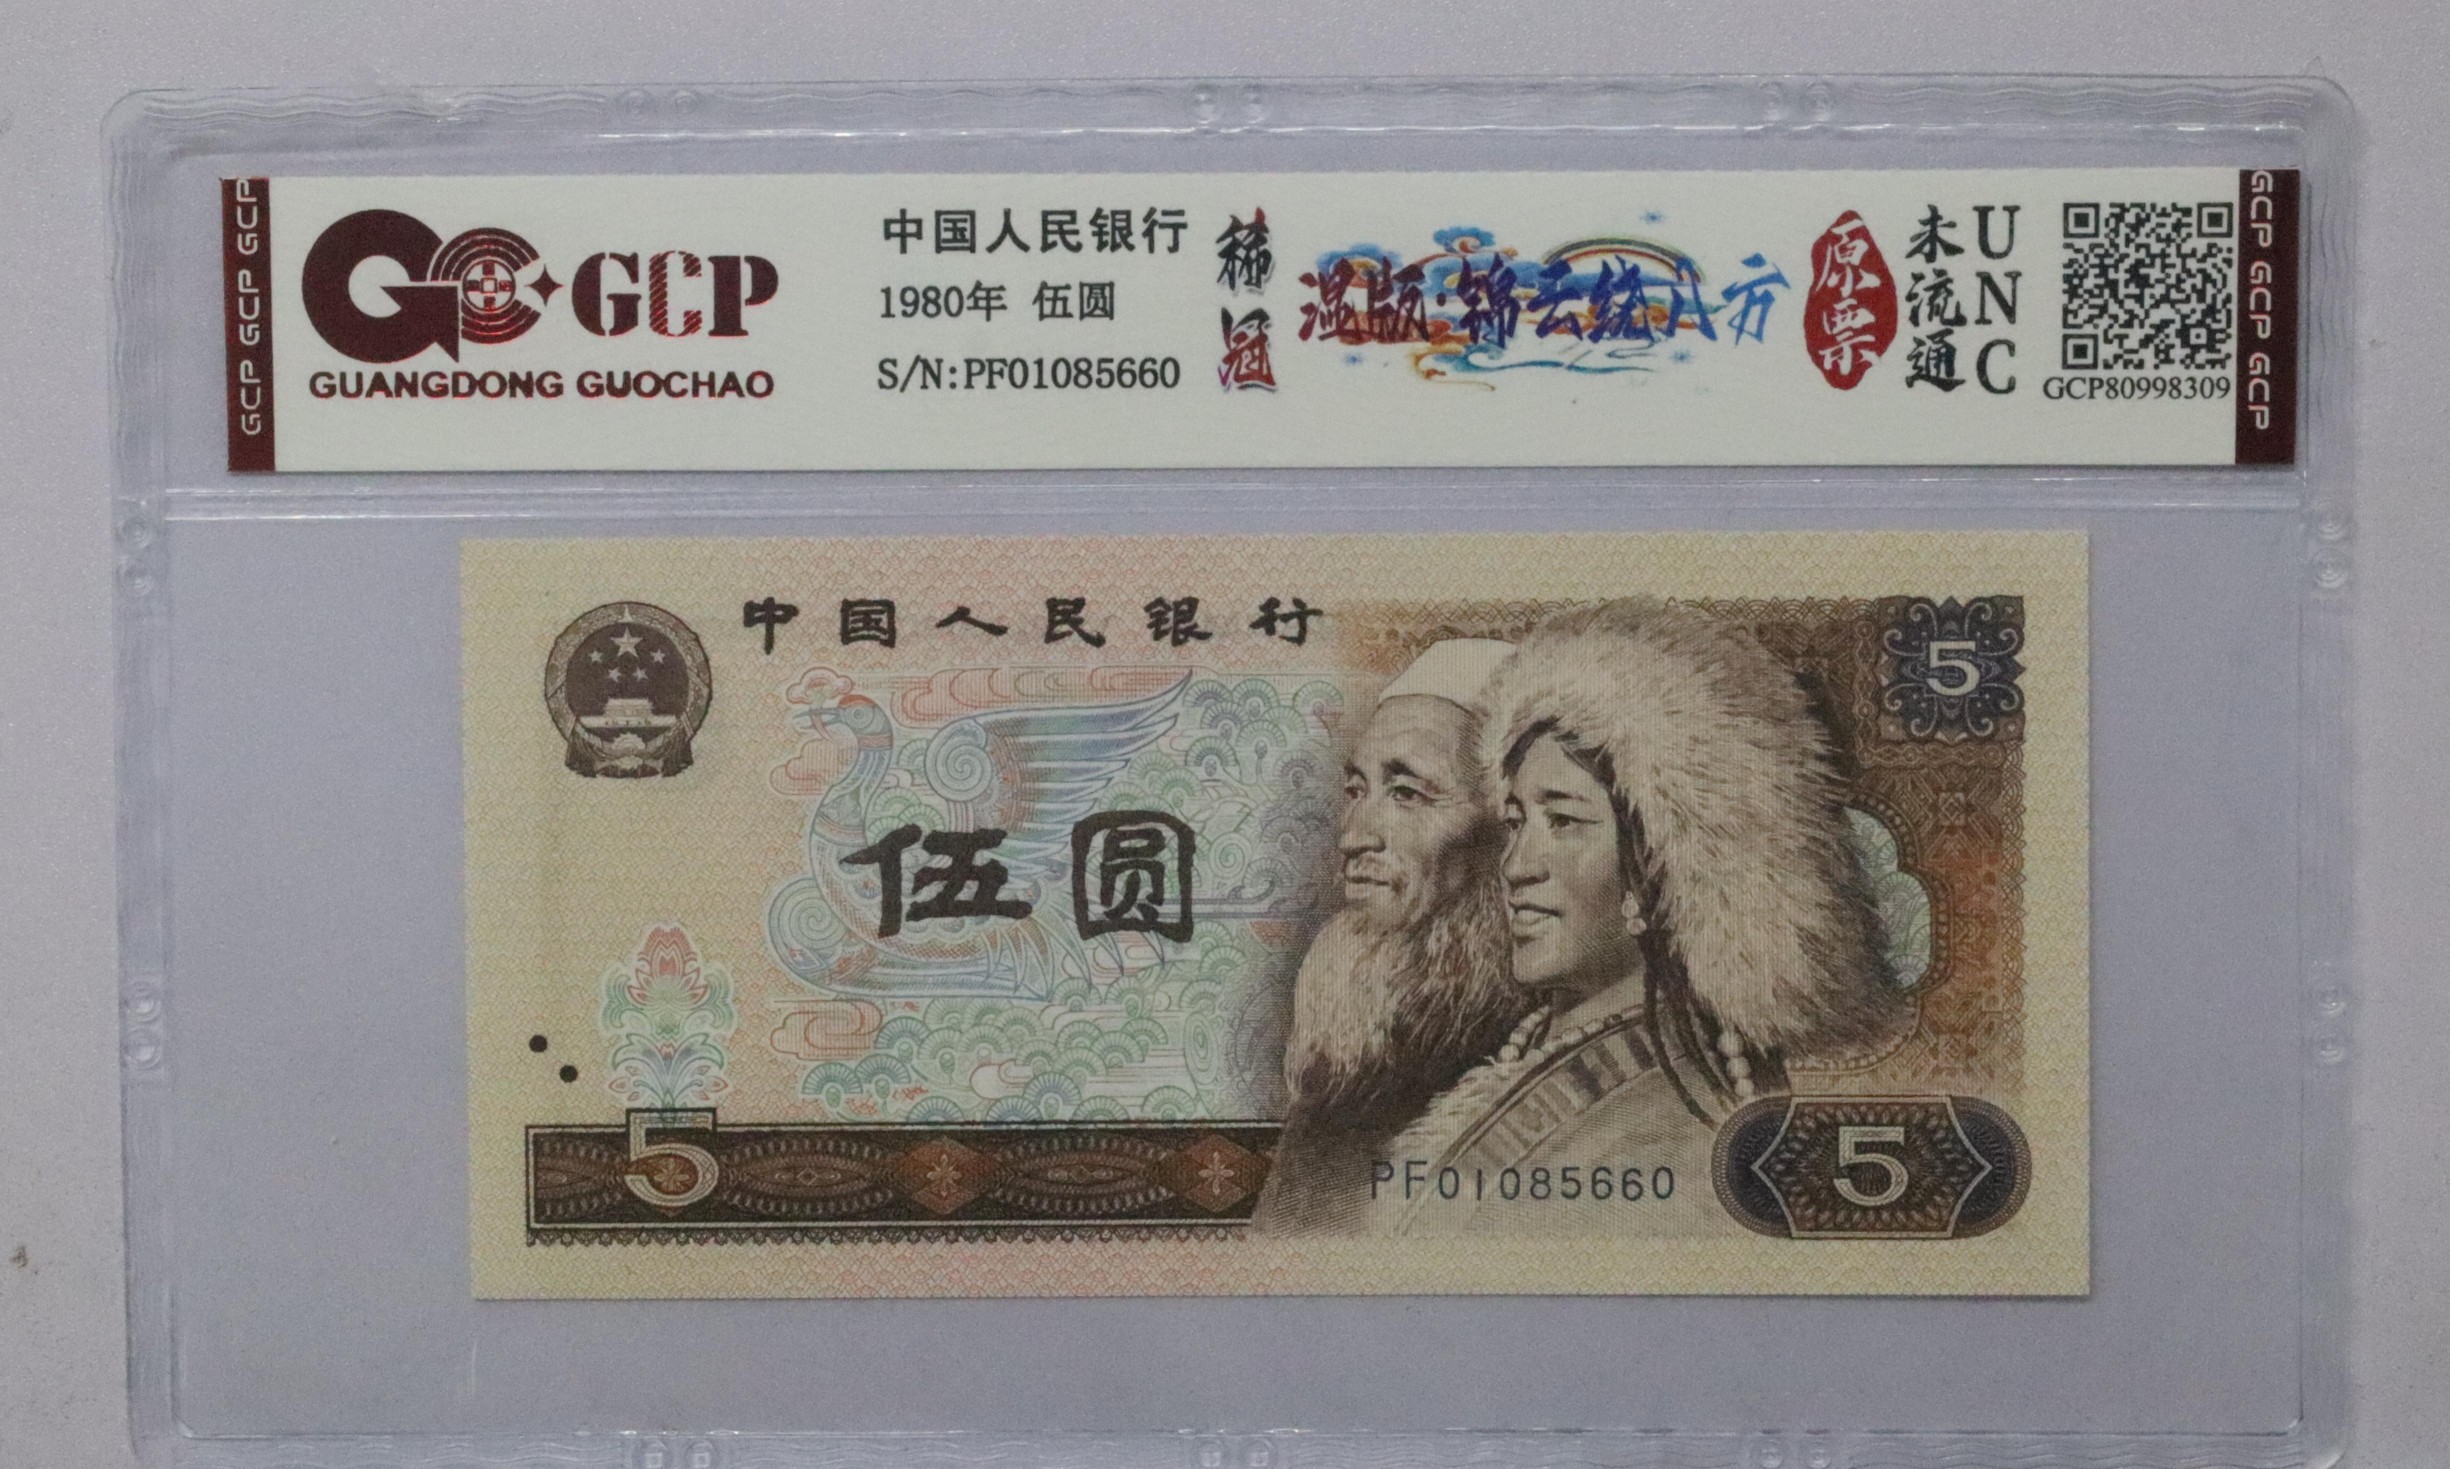 GCP GCP GCP
GCP
GUANGDONG GUOCHAO
中国人民银行
1980年 伍圆
S/N:PF01085660
稀冠
温版·锦云绕八方
原票
未流通
UNC
GCP80998309
GCP GCP GCP
中国人民银行
5
伍圆
5
PF01085660
5